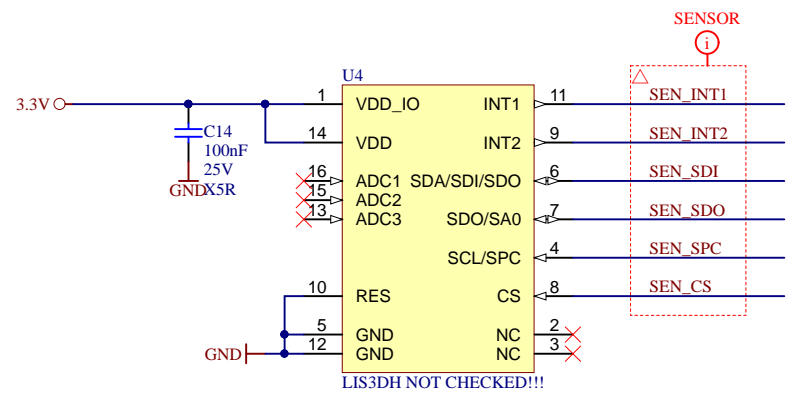 SENSOR
i
U4
3.3V
1 VDD_IO INT1 11 SEN_INT1
C14
100nF
25V
X5R
GND
14 VDD INT2 9 SEN_INT2
16 ADC1 SDA/SDI/SDO 6 SEN_SDI
15 ADC2
13 ADC3 SDO/SA0 7 SEN_SDO
SCL/SPC 4 SEN_SPC
10 RES CS 8 SEN_CS
5 GND NC 2
GND 12 GND NC 3
LIS3DH NOT CHECKED!!!